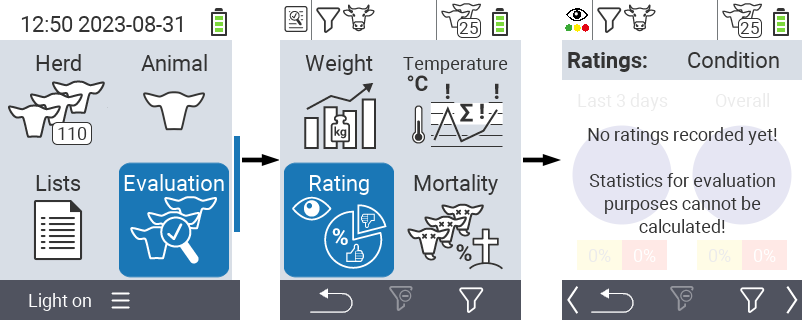 12:50 2023-08-31
Herd
Animal
110
Lists
Evaluation
Light on
25
Weight
Temperature
kg
°C
! Σ! !
Rating
Mortality
%
%
25
Ratings: Condition
Last 3 days
Overall
No ratings recorded yet!
Statistics for evaluation
purposes cannot be
calculated!
0% 0%
0% 0%